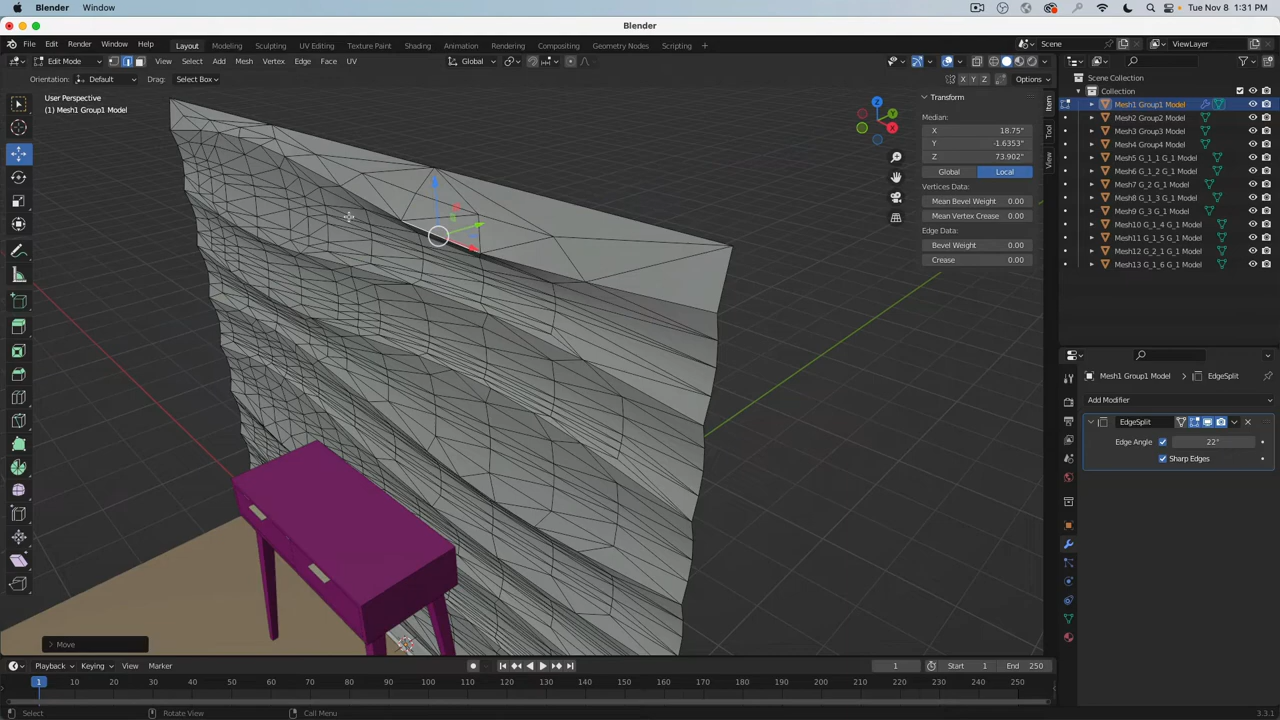 Blender Window Tue Nov 8 1:31 PM
Blender
File Edit Render Window Help Layout Modeling Sculpting UV Editing Texture Paint Shading Animation Rendering Compositing Geometry Nodes Scripting + Scene ViewLayer
Edit Mode View Select Add Mesh Vertex Edge Face UV Global
Orientation: Default Drag: Select Box X Y Z Options
User Perspective
(1) Mesh1 Group1 Model
Z
Y
X
Transform
Median:
X 18.75"
Y -1.6353"
Z 73.902"
Global Local
Vertices Data:
Mean Bevel Weight 0.00
Mean Vertex Crease 0.00
Edge Data:
Bevel Weight 0.00
Crease 0.00
Item
Tool
View
Scene Collection
Collection
Mesh1 Group1 Model
Mesh2 Group2 Model
Mesh3 Group3 Model
Mesh4 Group4 Model
Mesh5 G_1_1 G_1 Model
Mesh6 G_1_2 G_1 Model
Mesh7 G_2 G_1 Model
Mesh8 G_2 G_1 Model
Mesh9 G_3 G_1 Model
Mesh10 G_1_4 G_1 Model
Mesh11 G_1_5 G_1 Model
Mesh12 G_2_1 G_1 Model
Mesh13 G_1_6 G_1 Model
Mesh1 Group1 Model > EdgeSplit
Add Modifier
EdgeSplit
Edge Angle 22°
Sharp Edges
Move
Playback Keying View Marker 1 Start 1 End 250
1 10 20 30 40 50 60 70 80 90 100 110 120 130 140 150 160 170 180 190 200 210 220 230 240 250
Select Rotate View Call Menu 3.3.1